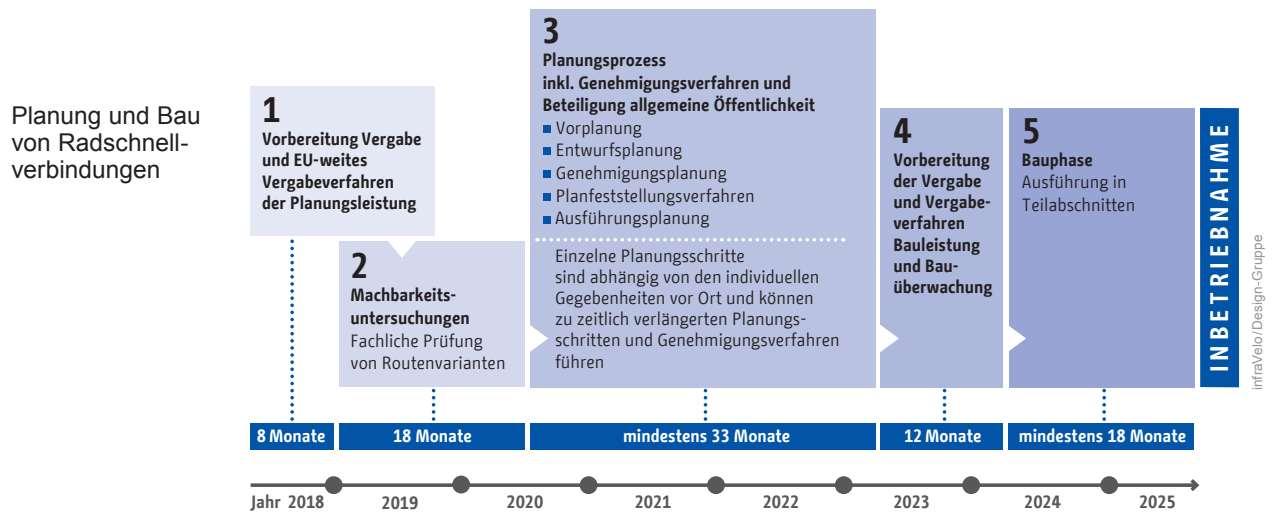 Planung und Bau
von Radschnell-
verbindungen
1
Vorbereitung Vergabe
und EU-weites
Vergabeverfahren
der Planungsleistung
2
Machbarkeits-
untersuchungen
Fachliche Prüfung
von Routenvarianten
3
Planungsprozess
inkl. Genehmigungsverfahren und
Beteiligung allgemeine Öffentlichkeit
Vorplanung
Entwurfsplanung
Genehmigungsplanung
Planfeststellungsverfahren
Ausführungsplanung
Einzelne Planungsschritte
sind abhängig von den individuellen
Gegebenheiten vor Ort und können
zu zeitlich verlängerten Planungs-
schritten und Genehmigungsverfahren
führen
4
Vorbereitung
der Vergabe
und Vergabe-
verfahren
Bauleistung
und Bau-
überwachung
5
Bauphase
Ausführung in
Teilabschnitten
INBETRIEBNAHME
infraVelo/Design-Gruppe
8 Monate
18 Monate
mindestens 33 Monate
12 Monate
mindestens 18 Monate
Jahr 2018
2019
2020
2021
2022
2023
2024
2025